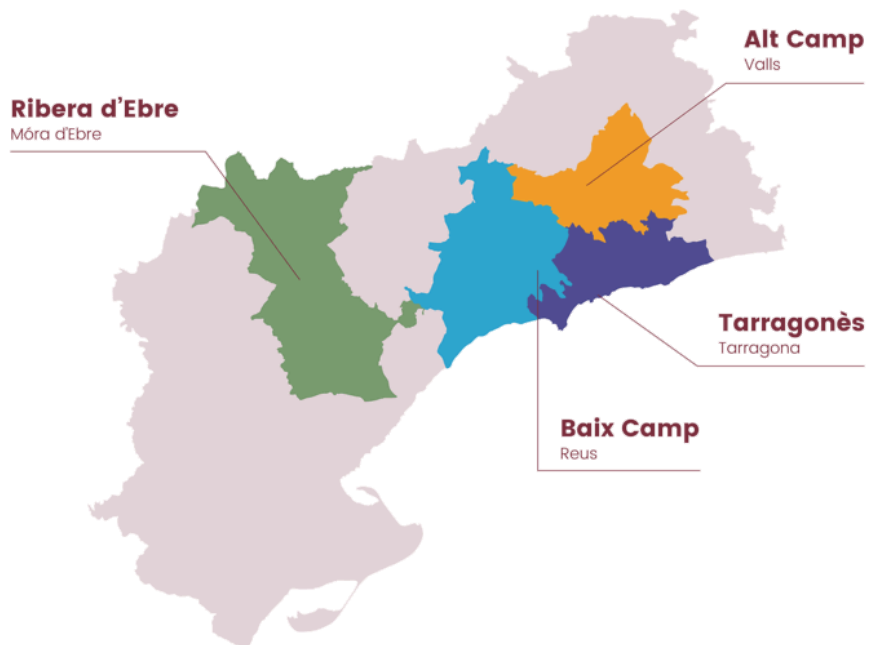 Alt Camp
Valls
Ribera d’Ebre
Móra d'Ebre
Tarragonès
Tarragona
Baix Camp
Reus